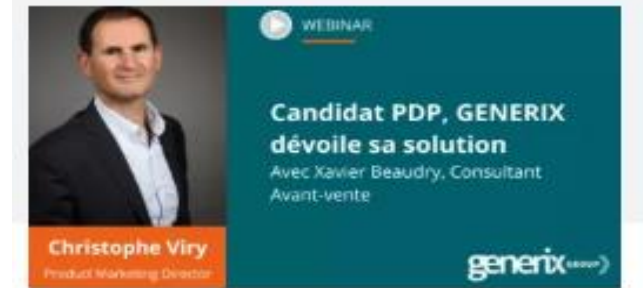 WEBINAR
Candidat PDP, GENERIX
dévoile sa solution
Avec Xavier Beaudry, Consultant
Avant-vente
Christophe Viry
Product Marketing Director
generix GROUP